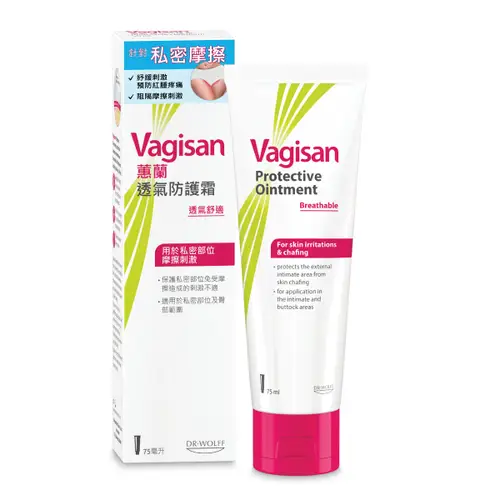 針對 私密摩擦
舒緩刺激
預防紅腫疼痛
阻隔摩擦刺激
Vagisan
蕙蘭
透氣防護霜
透氣舒適
用於私密部位
摩擦刺激
• 保護私密部位免受摩
擦造成的刺激不適
• 適用於私密部位及臀
部範圍
75毫升
DR·WOLFF
Vagisan
Protective
Ointment
Breathable
For skin irritations
& chafing
• protects the external
intimate area from
skin chafing
• for application in
the intimate and
buttock areas
75 ml
DR·WOLFF